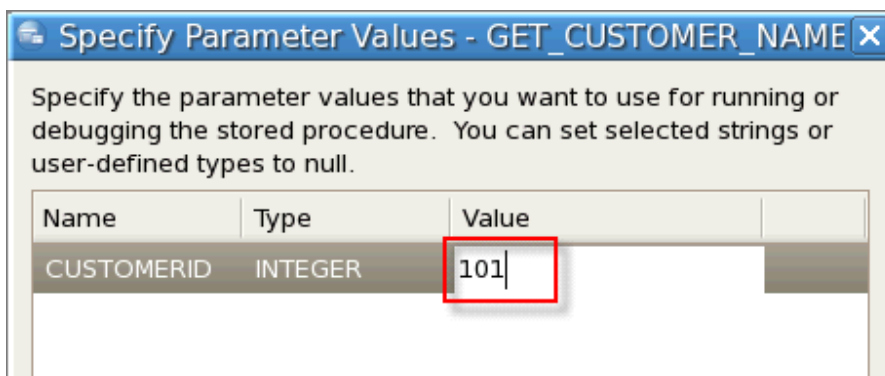 Specify Parameter Values - GET_CUSTOMER_NAME
Specify the parameter values that you want to use for running or
debugging the stored procedure. You can set selected strings or
user-defined types to null.
Name Type Value
CUSTOMERID INTEGER 101